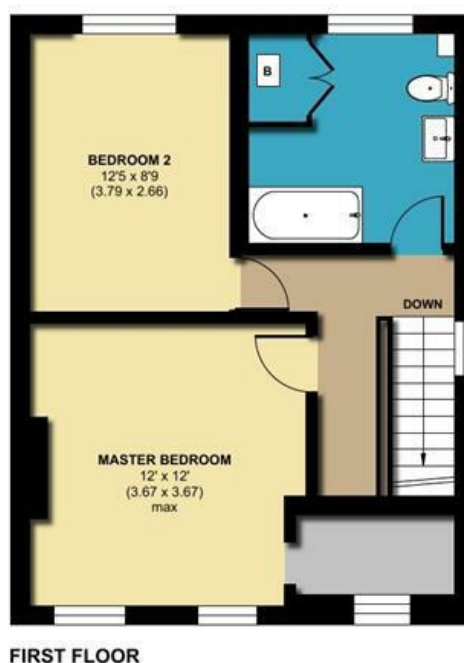 B
BEDROOM 2
12'5 x 8'9
(3.79 x 2.66)
DOWN
MASTER BEDROOM
12' x 12'
(3.67 x 3.67)
max
FIRST FLOOR